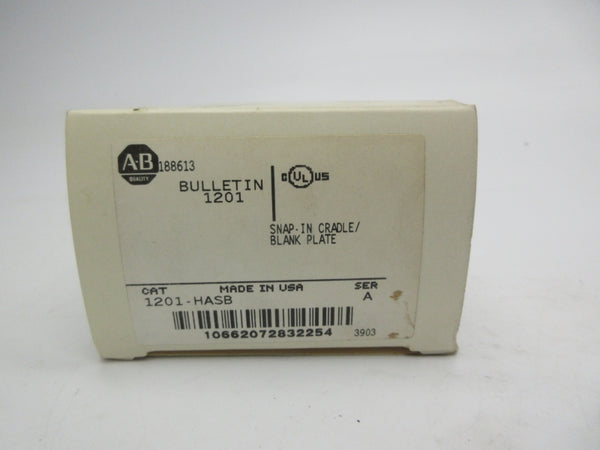 A-B 188613
QUALITY
BULLETIN
1201
C UL US
SNAP-IN CRADLE/
BLANK PLATE
CAT MADE IN USA SER
1201-HASB A
10662072832254 3903